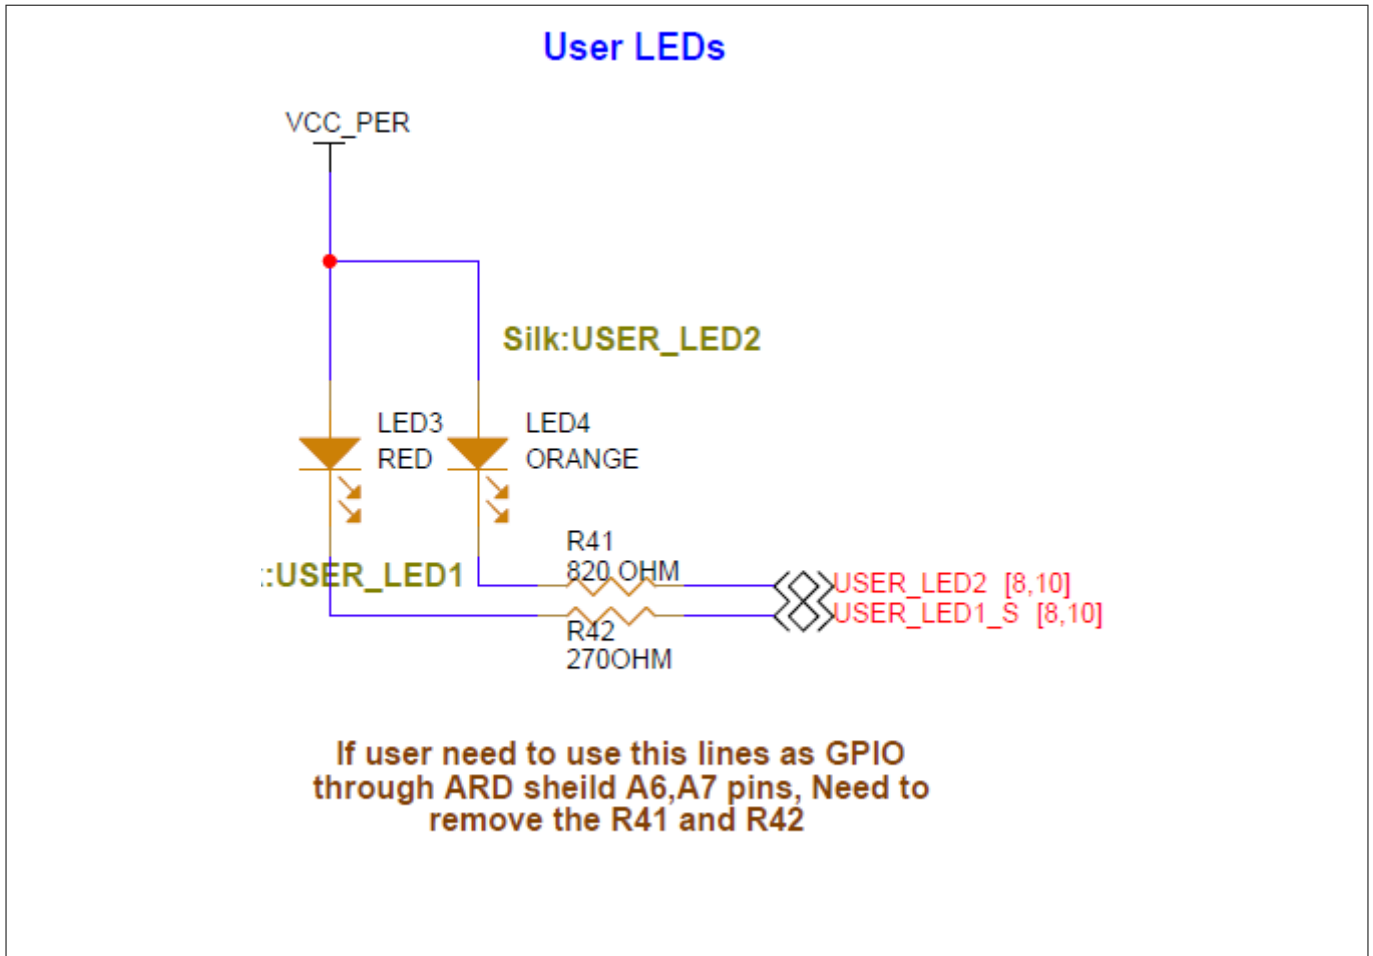 User LEDs
VCC_PER
Silk:USER_LED2
LED3
RED
LED4
ORANGE
:USER_LED1
R41
820 OHM
USER_LED2 [8,10]
USER_LED1_S [8,10]
R42
270OHM
If user need to use this lines as GPIO
through ARD sheild A6,A7 pins, Need to
remove the R41 and R42